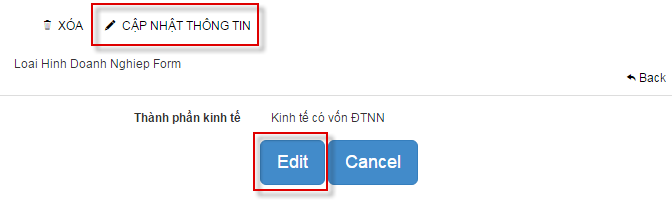 XÓA CẬP NHẬT THÔNG TIN
Loai Hinh Doanh Nghiep Form
Back
Thành phần kinh tế Kinh tế có vốn ĐTNN
Edit Cancel